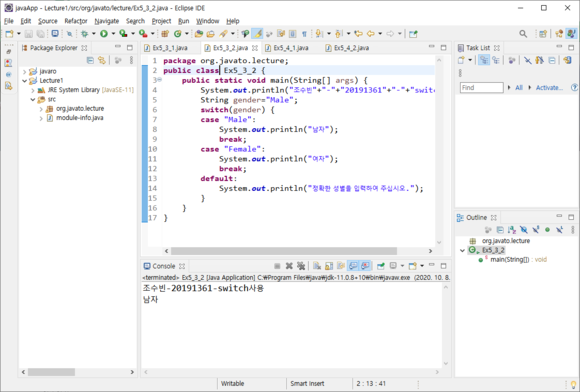 javaApp - Lecture1/src/org/javato/lecture/Ex5_3_2.java - Eclipse IDE
File Edit Source Refactor Navigate Search Project Run Window Help
Package Explorer
javaro
Lecture1
JRE System Library [JavaSE-11]
src
org.javato.lecture
module-info.java
Ex5_3_1.java Ex5_3_2.java Ex5_4_1.java Ex5_4_2.java
1 package org.javato.lecture;
2 public class Ex5_3_2 {
3 public static void main(String[] args) {
4 System.out.println("조수빈"+"-"+"20191361"+"-"+"switc
5 String gender="Male";
6 switch(gender) {
7 case "Male":
8 System.out.println("남자");
9 break;
10 case "Female":
11 System.out.println("여자");
12 break;
13 default:
14 System.out.println("정확한 성별을 입력하여 주십시오.");
15 }
16 }
17 }
Console
<terminated> Ex5_3_2 [Java Application] C:₩Program Files₩Java₩jdk-11.0.8+10₩bin₩javaw.exe (2020. 10. 8.
조수빈-20191361-switch사용
남자
Task List
Find All Activate...
Outline
org.javato.lecture
Ex5_3_2
main(String[]) : void
Writable Smart Insert 2 : 13 : 41